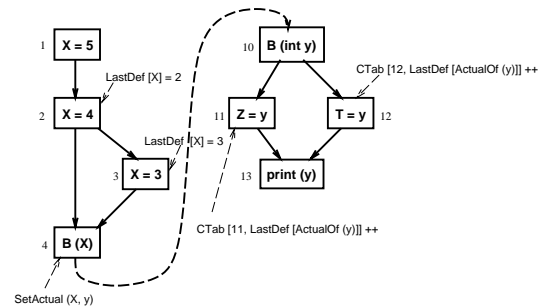 1
X = 5
LastDef [X] = 2
2
X = 4
LastDef [X] = 3
3
X = 3
4
B (X)
SetActual (X, y)
10
B (int y)
CTab [12, LastDef [ActualOf (y)]] ++
11
Z = y
T = y
12
13
print (y)
CTab [11, LastDef [ActualOf (y)]] ++